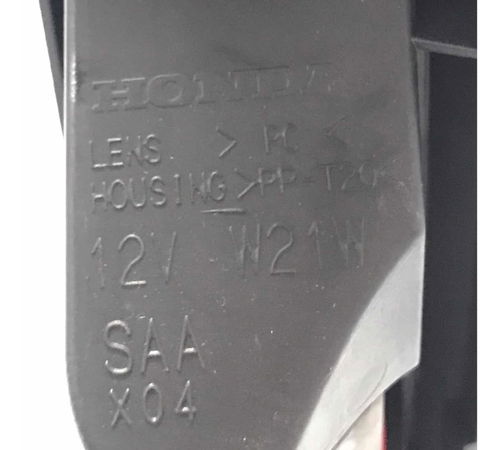 HONDA
LENS > PC <
HOUSING >PP-T20
12V W21W
SAA
X04